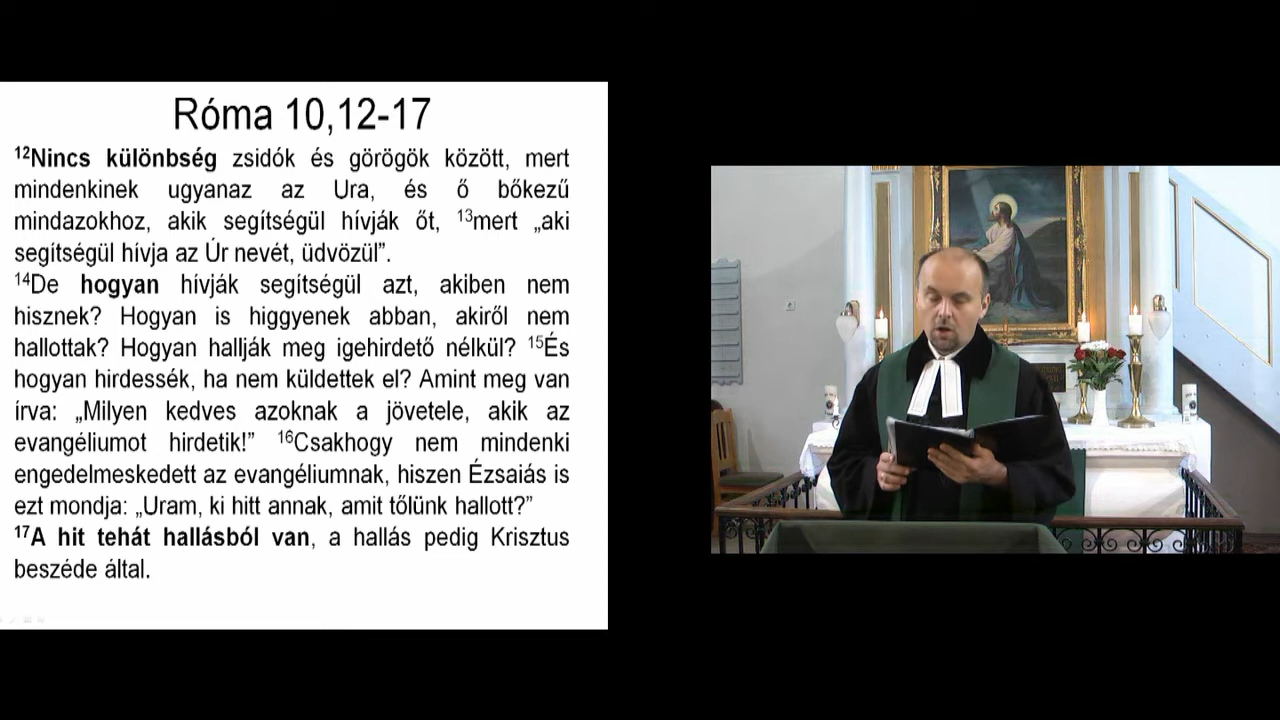 Róma 10,12-17
¹²Nincs különbség zsidók és görögök között, mert
mindenkinek ugyanaz az Ura, és ő bőkezű
mindazokhoz, akik segítségül hívják őt, ¹³mert „aki
segítségül hívja az Úr nevét, üdvözül”.
¹⁴De hogyan hívják segítségül azt, akiben nem
hisznek? Hogyan is higgyenek abban, akiről nem
hallottak? Hogyan hallják meg igehirdető nélkül? ¹⁵És
hogyan hirdessék, ha nem küldettek el? Amint meg van
írva: „Milyen kedves azoknak a jövetele, akik az
evangéliumot hirdetik!” ¹⁶Csakhogy nem mindenki
engedelmeskedett az evangéliumnak, hiszen Ézsaiás is
ezt mondja: „Uram, ki hitt annak, amit tőlünk hallott?”
¹⁷A hit tehát hallásból van, a hallás pedig Krisztus
beszéde által.